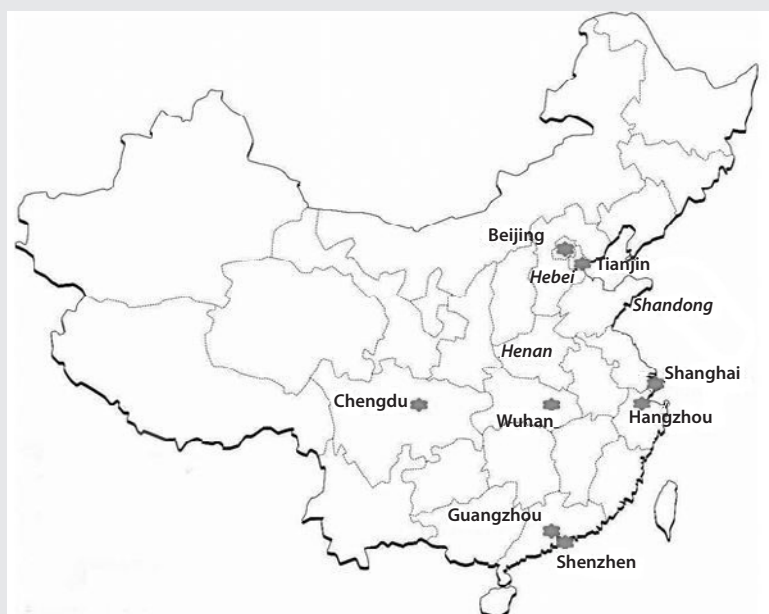 Beijing
Tianjin
Hebei
Shandong
Henan
Shanghai
Chengdu
Wuhan
Hangzhou
Guangzhou
Shenzhen